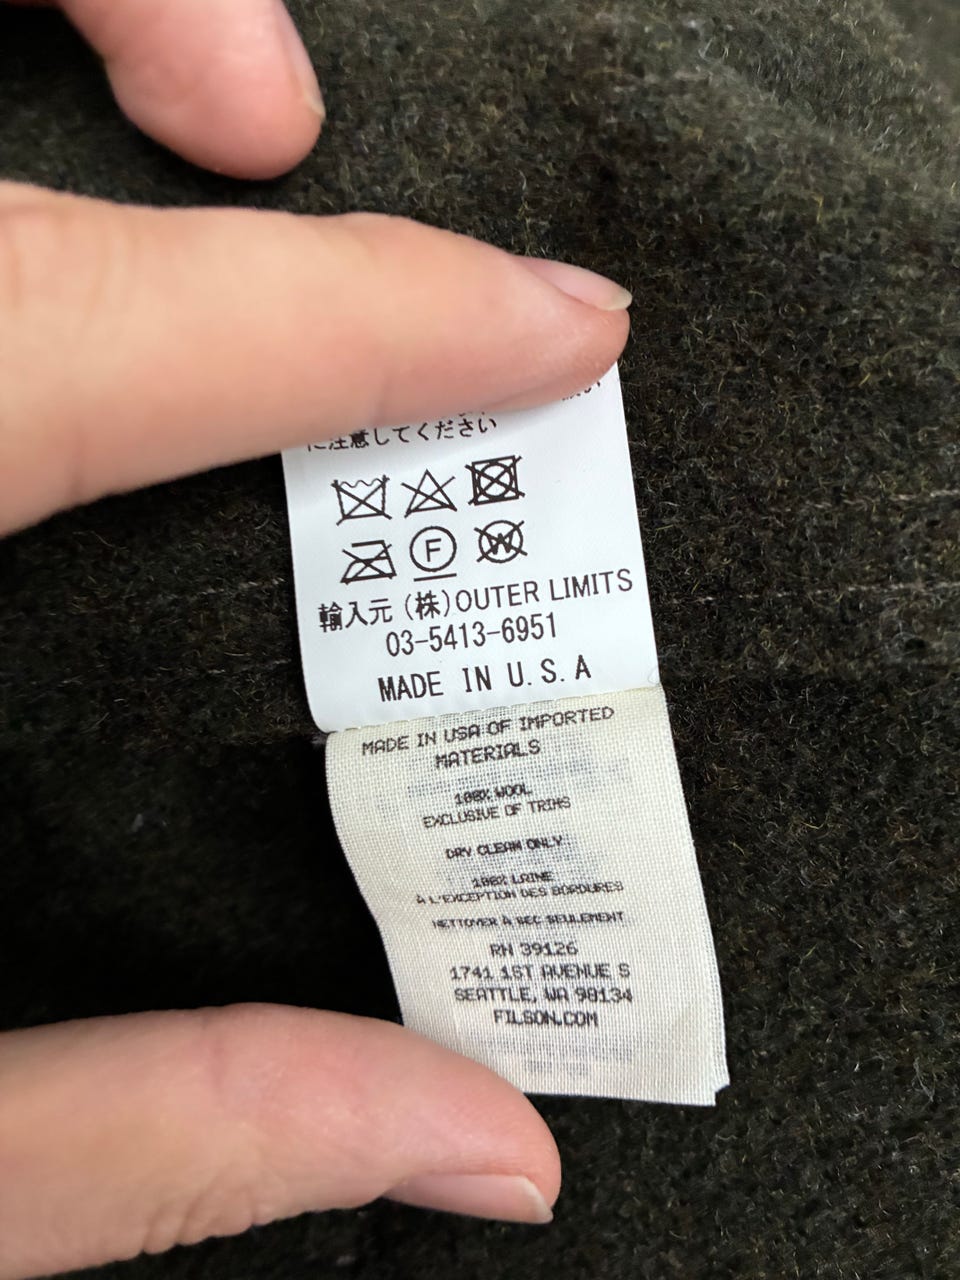 に注意してください
F W
輸入元 (株)OUTER LIMITS
03-5413-6951
MADE IN U.S.A
MADE IN USA OF IMPORTED
MATERIALS
100% WOOL
EXCLUSIVE OF TRIMS
DRY CLEAN ONLY
100% LAINE
À L'EXCEPTION DES BORDURES
NETTOYER À SEC SEULEMENT
RN 39126
1741 1ST AVENUE S
SEATTLE, WA 98134
FILSON.COM